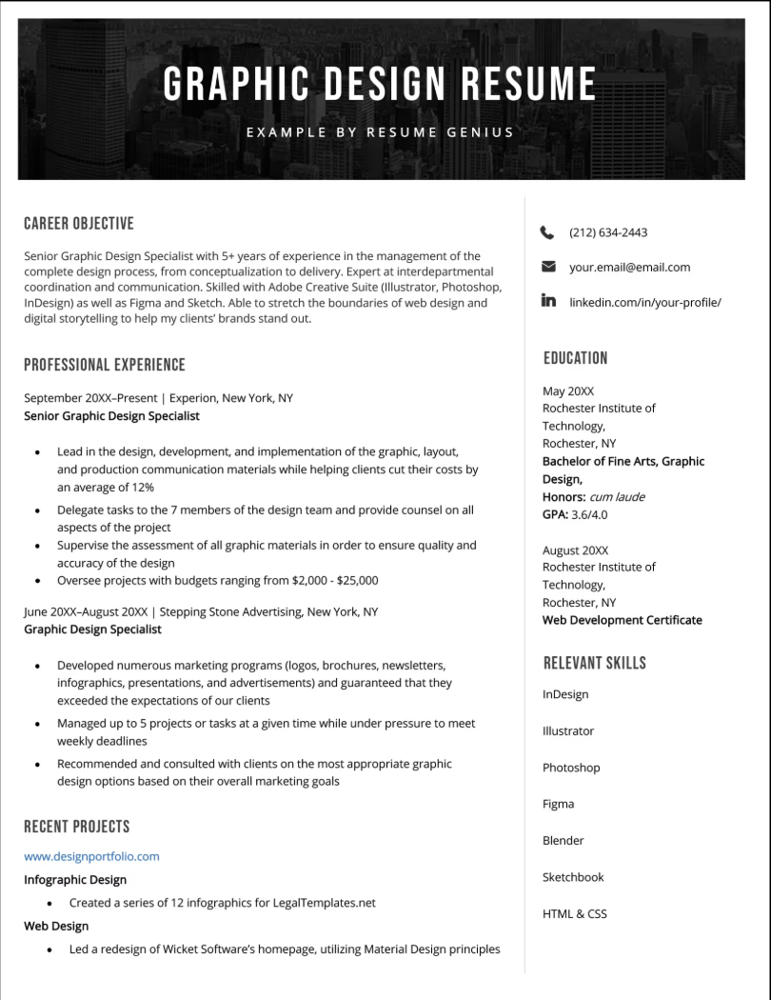 GRAPHIC DESIGN RESUME
EXAMPLE BY RESUME GENIUS
CAREER OBJECTIVE
Senior Graphic Design Specialist with 5+ years of experience in the management of the
complete design process, from conceptualization to delivery. Expert at interdepartmental
coordination and communication. Skilled with Adobe Creative Suite (Illustrator, Photoshop,
InDesign) as well as Figma and Sketch. Able to stretch the boundaries of web design and
digital storytelling to help my clients’ brands stand out.
PROFESSIONAL EXPERIENCE
September 20XX–Present | Experion, New York, NY
Senior Graphic Design Specialist
• Lead in the design, development, and implementation of the graphic, layout,
and production communication materials while helping clients cut their costs by
an average of 12%
• Delegate tasks to the 7 members of the design team and provide counsel on all
aspects of the project
• Supervise the assessment of all graphic materials in order to ensure quality and
accuracy of the design
• Oversee projects with budgets ranging from $2,000 - $25,000
June 20XX–August 20XX | Stepping Stone Advertising, New York, NY
Graphic Design Specialist
• Developed numerous marketing programs (logos, brochures, newsletters,
infographics, presentations, and advertisements) and guaranteed that they
exceeded the expectations of our clients
• Managed up to 5 projects or tasks at a given time while under pressure to meet
weekly deadlines
• Recommended and consulted with clients on the most appropriate graphic
design options based on their overall marketing goals
RECENT PROJECTS
www.designportfolio.com
Infographic Design
• Created a series of 12 infographics for LegalTemplates.net
Web Design
• Led a redesign of Wicket Software’s homepage, utilizing Material Design principles
(212) 634-2443
your.email@email.com
in linkedin.com/in/your-profile/
EDUCATION
May 20XX
Rochester Institute of
Technology,
Rochester, NY
Bachelor of Fine Arts, Graphic
Design,
Honors: cum laude
GPA: 3.6/4.0
August 20XX
Rochester Institute of
Technology,
Rochester, NY
Web Development Certificate
RELEVANT SKILLS
InDesign
Illustrator
Photoshop
Figma
Blender
Sketchbook
HTML & CSS